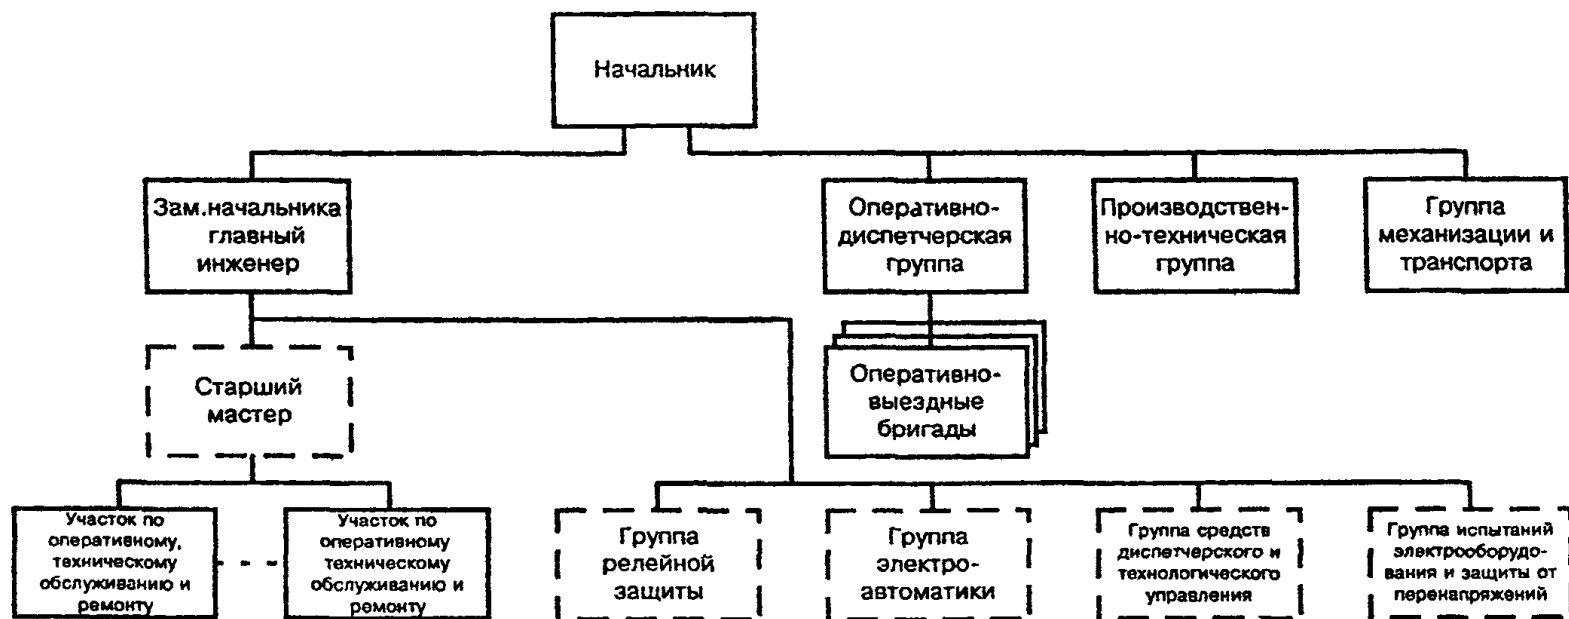 Начальник
Зам.начальника
главный
инженер
Оперативно-
диспетчерская
группа
Производствен-
но-техническая
группа
Группа
механизации и
транспорта
Старший
мастер
Оперативно-
выездные
бригады
Участок по
оперативному,
техническому
обслуживанию и
ремонту
Участок по
оперативному
техническому
обслуживанию и
ремонту
Группа
релейной
защиты
Группа
электро-
автоматики
Группа средств
диспетчерского и
технологического
управления
Группа испытаний
электрооборудо-
вания и защиты от
перенапряжений